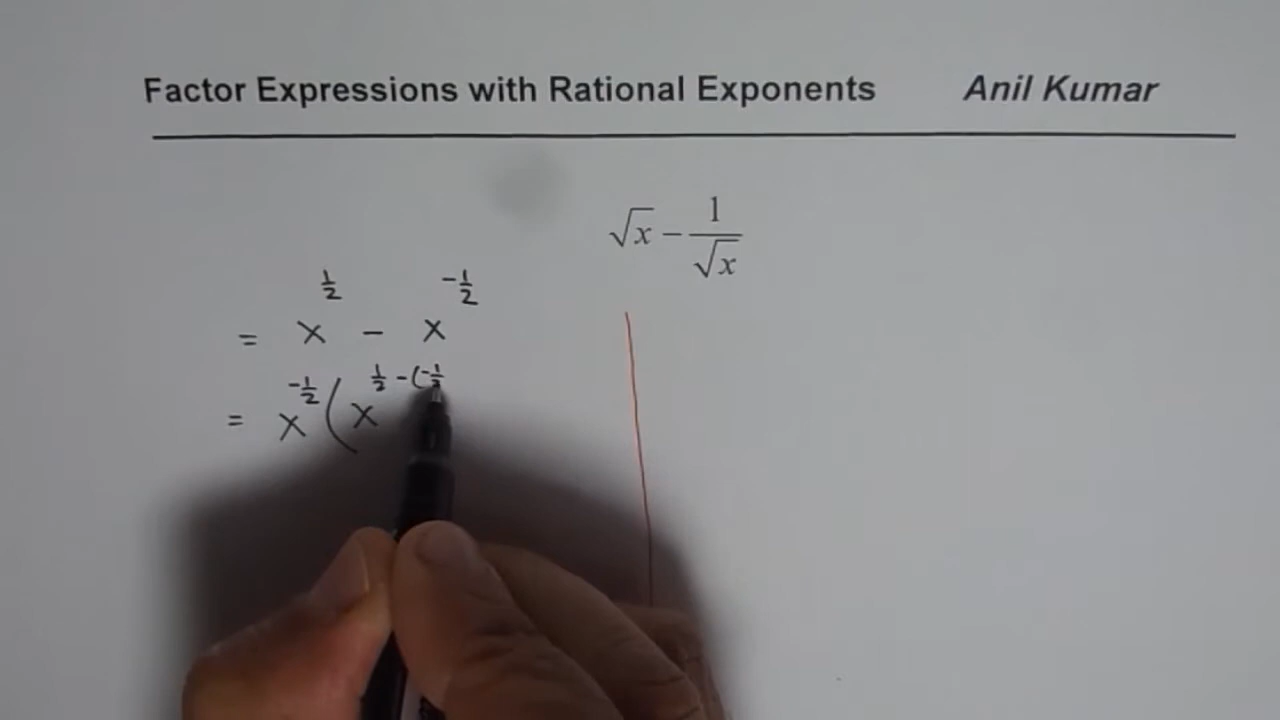 Factor Expressions with Rational Exponents Anil Kumar
√x − 1/√x
= x^(1/2) − x^(-1/2)
= x^(-1/2) ( x^(1/2 - (-1/2